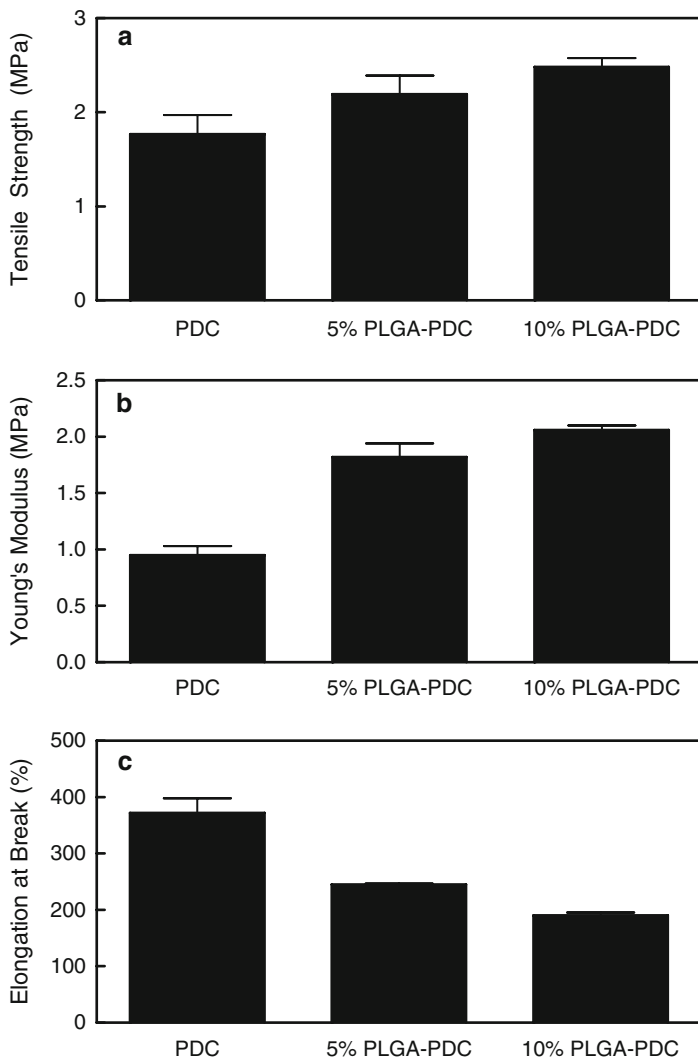 a
Tensile Strength (MPa)
3
2
1
0
PDC
5% PLGA-PDC
10% PLGA-PDC
b
Young's Modulus (MPa)
2.5
2.0
1.5
1.0
0.5
0.0
PDC
5% PLGA-PDC
10% PLGA-PDC
c
Elongation at Break (%)
500
400
300
200
100
0
PDC
5% PLGA-PDC
10% PLGA-PDC